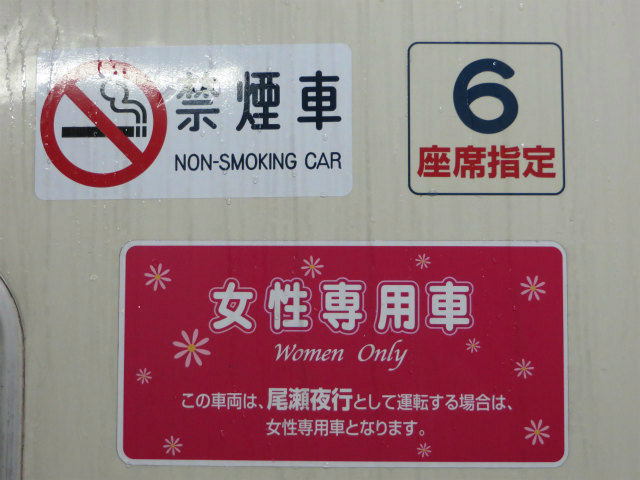 禁煙車
NON-SMOKING CAR
6
座席指定
女性専用車
Women Only
この車両は、尾瀬夜行として運転する場合は、
女性専用車となります。